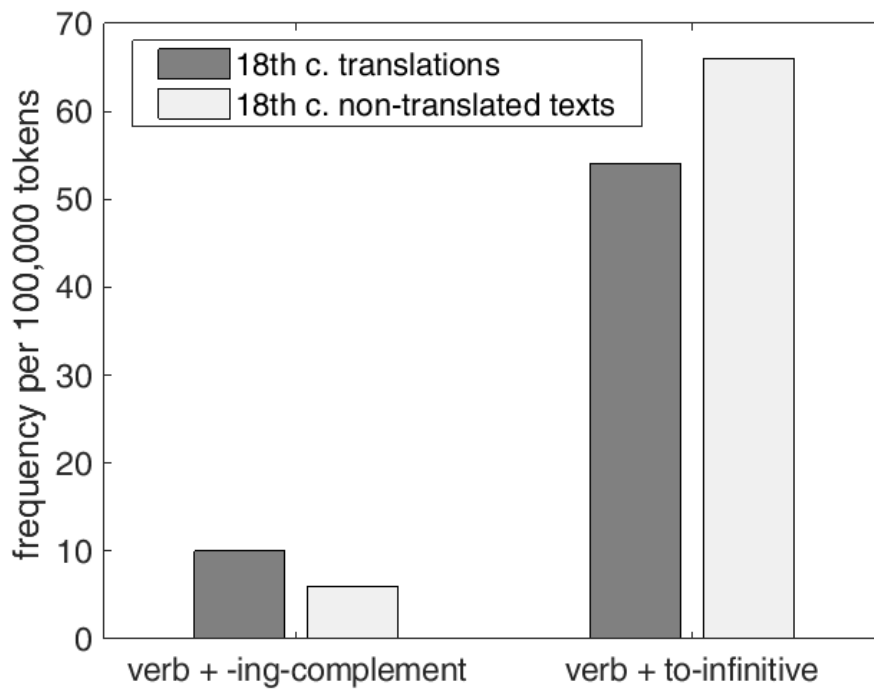 70
18th c. translations
18th c. non-translated texts
60
50
40
30
20
10
0
frequency per 100,000 tokens
verb + -ing-complement
verb + to-infinitive